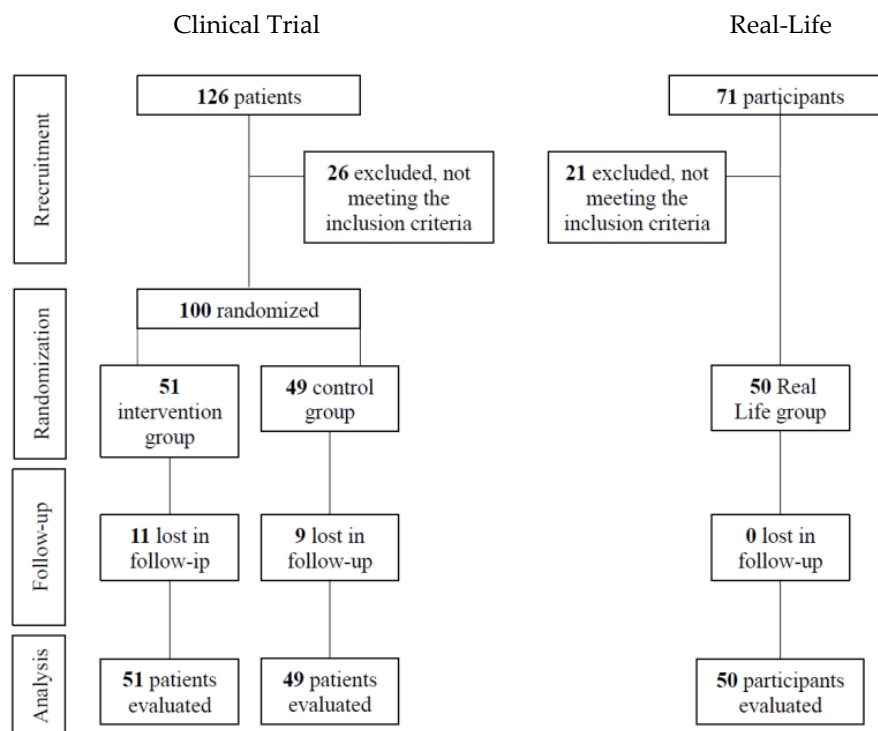 Clinical Trial
Real-Life
Rrecruitment
126 patients
71 participants
26 excluded, not
meeting the
inclusion criteria
21 excluded, not
meeting the
inclusion criteria
Randomization
100 randomized
51
intervention
group
49 control
group
50 Real
Life group
Follow-up
11 lost in
follow-ip
9 lost in
follow-up
0 lost in
follow-up
Analysis
51 patients
evaluated
49 patients
evaluated
50 participants
evaluated